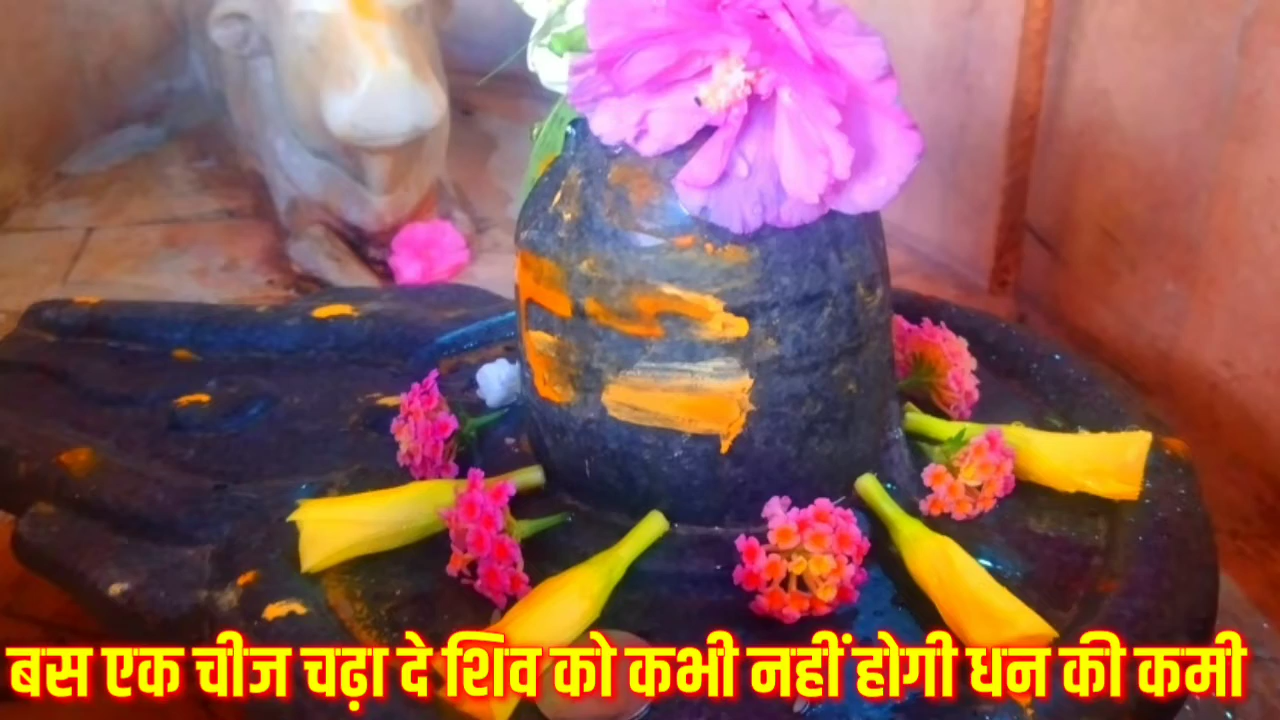 बस एक चीज चढ़ा दे शिव को कभी नहीं होगी धन की कमी